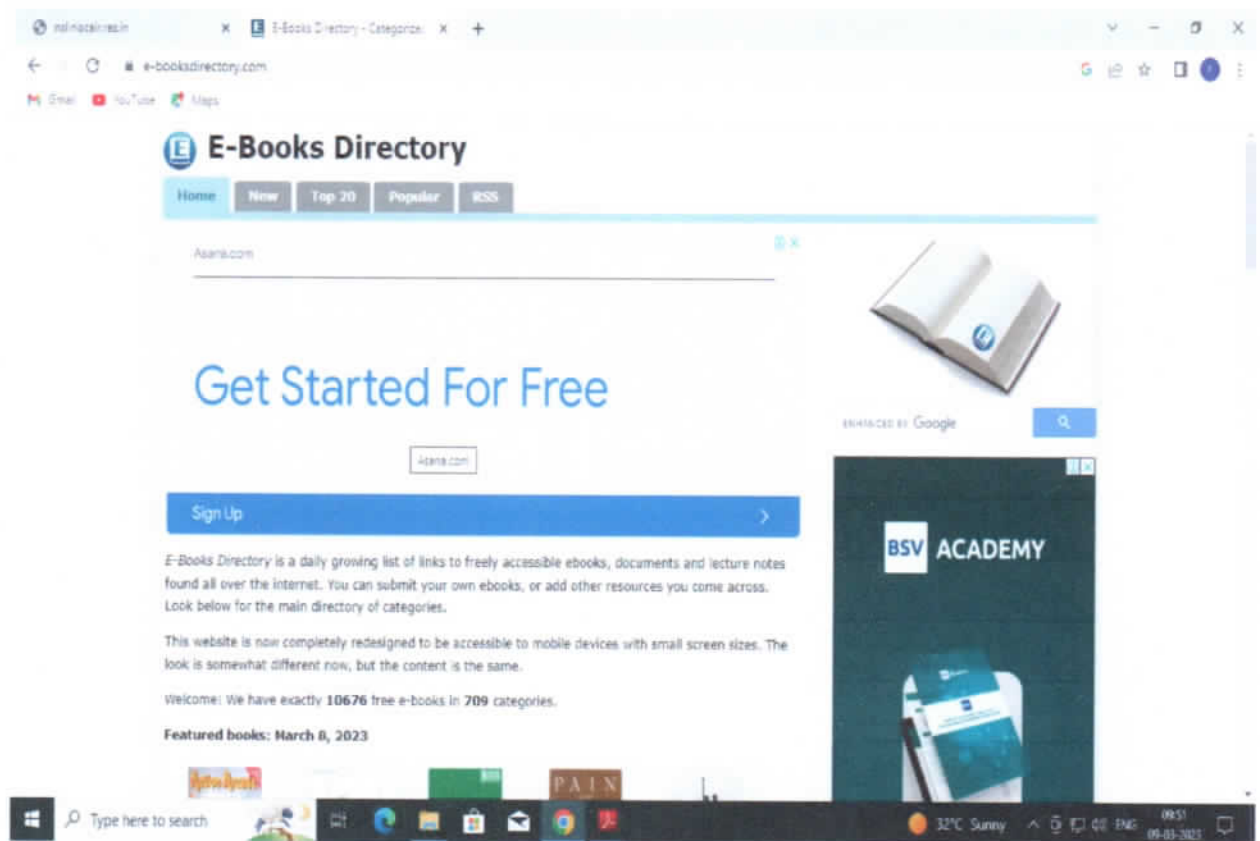 E-Books Directory - Categorized
e-booksdirectory.com
Gmail YouTube Maps
E-Books Directory
Home New Top 20 Popular RSS
Asana.com
Get Started For Free
Asana.com
Sign Up
ENHANCED BY Google
BSV ACADEMY
E-Books Directory is a daily growing list of links to freely accessible ebooks, documents and lecture notes
found all over the internet. You can submit your own ebooks, or add other resources you come across.
Look below for the main directory of categories.
This website is now completely redesigned to be accessible to mobile devices with small screen sizes. The
look is somewhat different now, but the content is the same.
Welcome: We have exactly 10676 free e-books in 709 categories.
Featured books: March 8, 2023
PAIN
Type here to search
32°C Sunny
ENG
09:51
09-03-2023